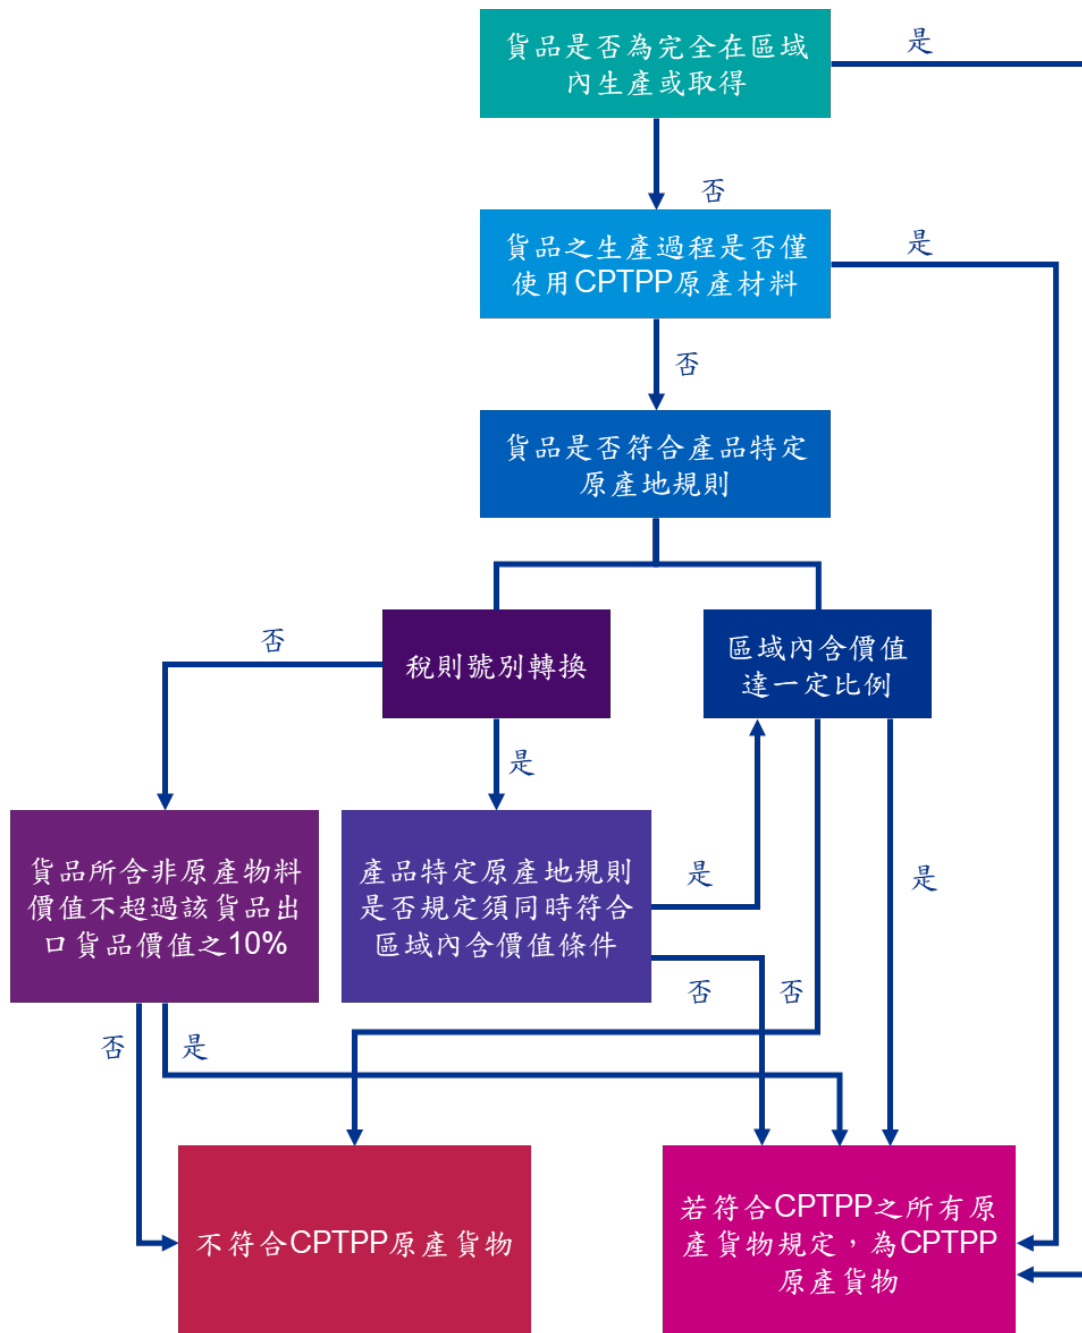 貨品是否為完全在區域
內生產或取得
是
否
貨品之生產過程是否僅
使用CPTPP原產材料
是
否
貨品是否符合產品特定
原產地規則
稅則號別轉換
區域內含價值
達一定比例
否
是
貨品所含非原產物料
價值不超過該貨品出
口貨品價值之10%
產品特定原產地規則
是否規定須同時符合
區域內含價值條件
是
是
否
否
否
是
不符合CPTPP原產貨物
若符合CPTPP之所有原
產貨物規定，為CPTPP
原產貨物